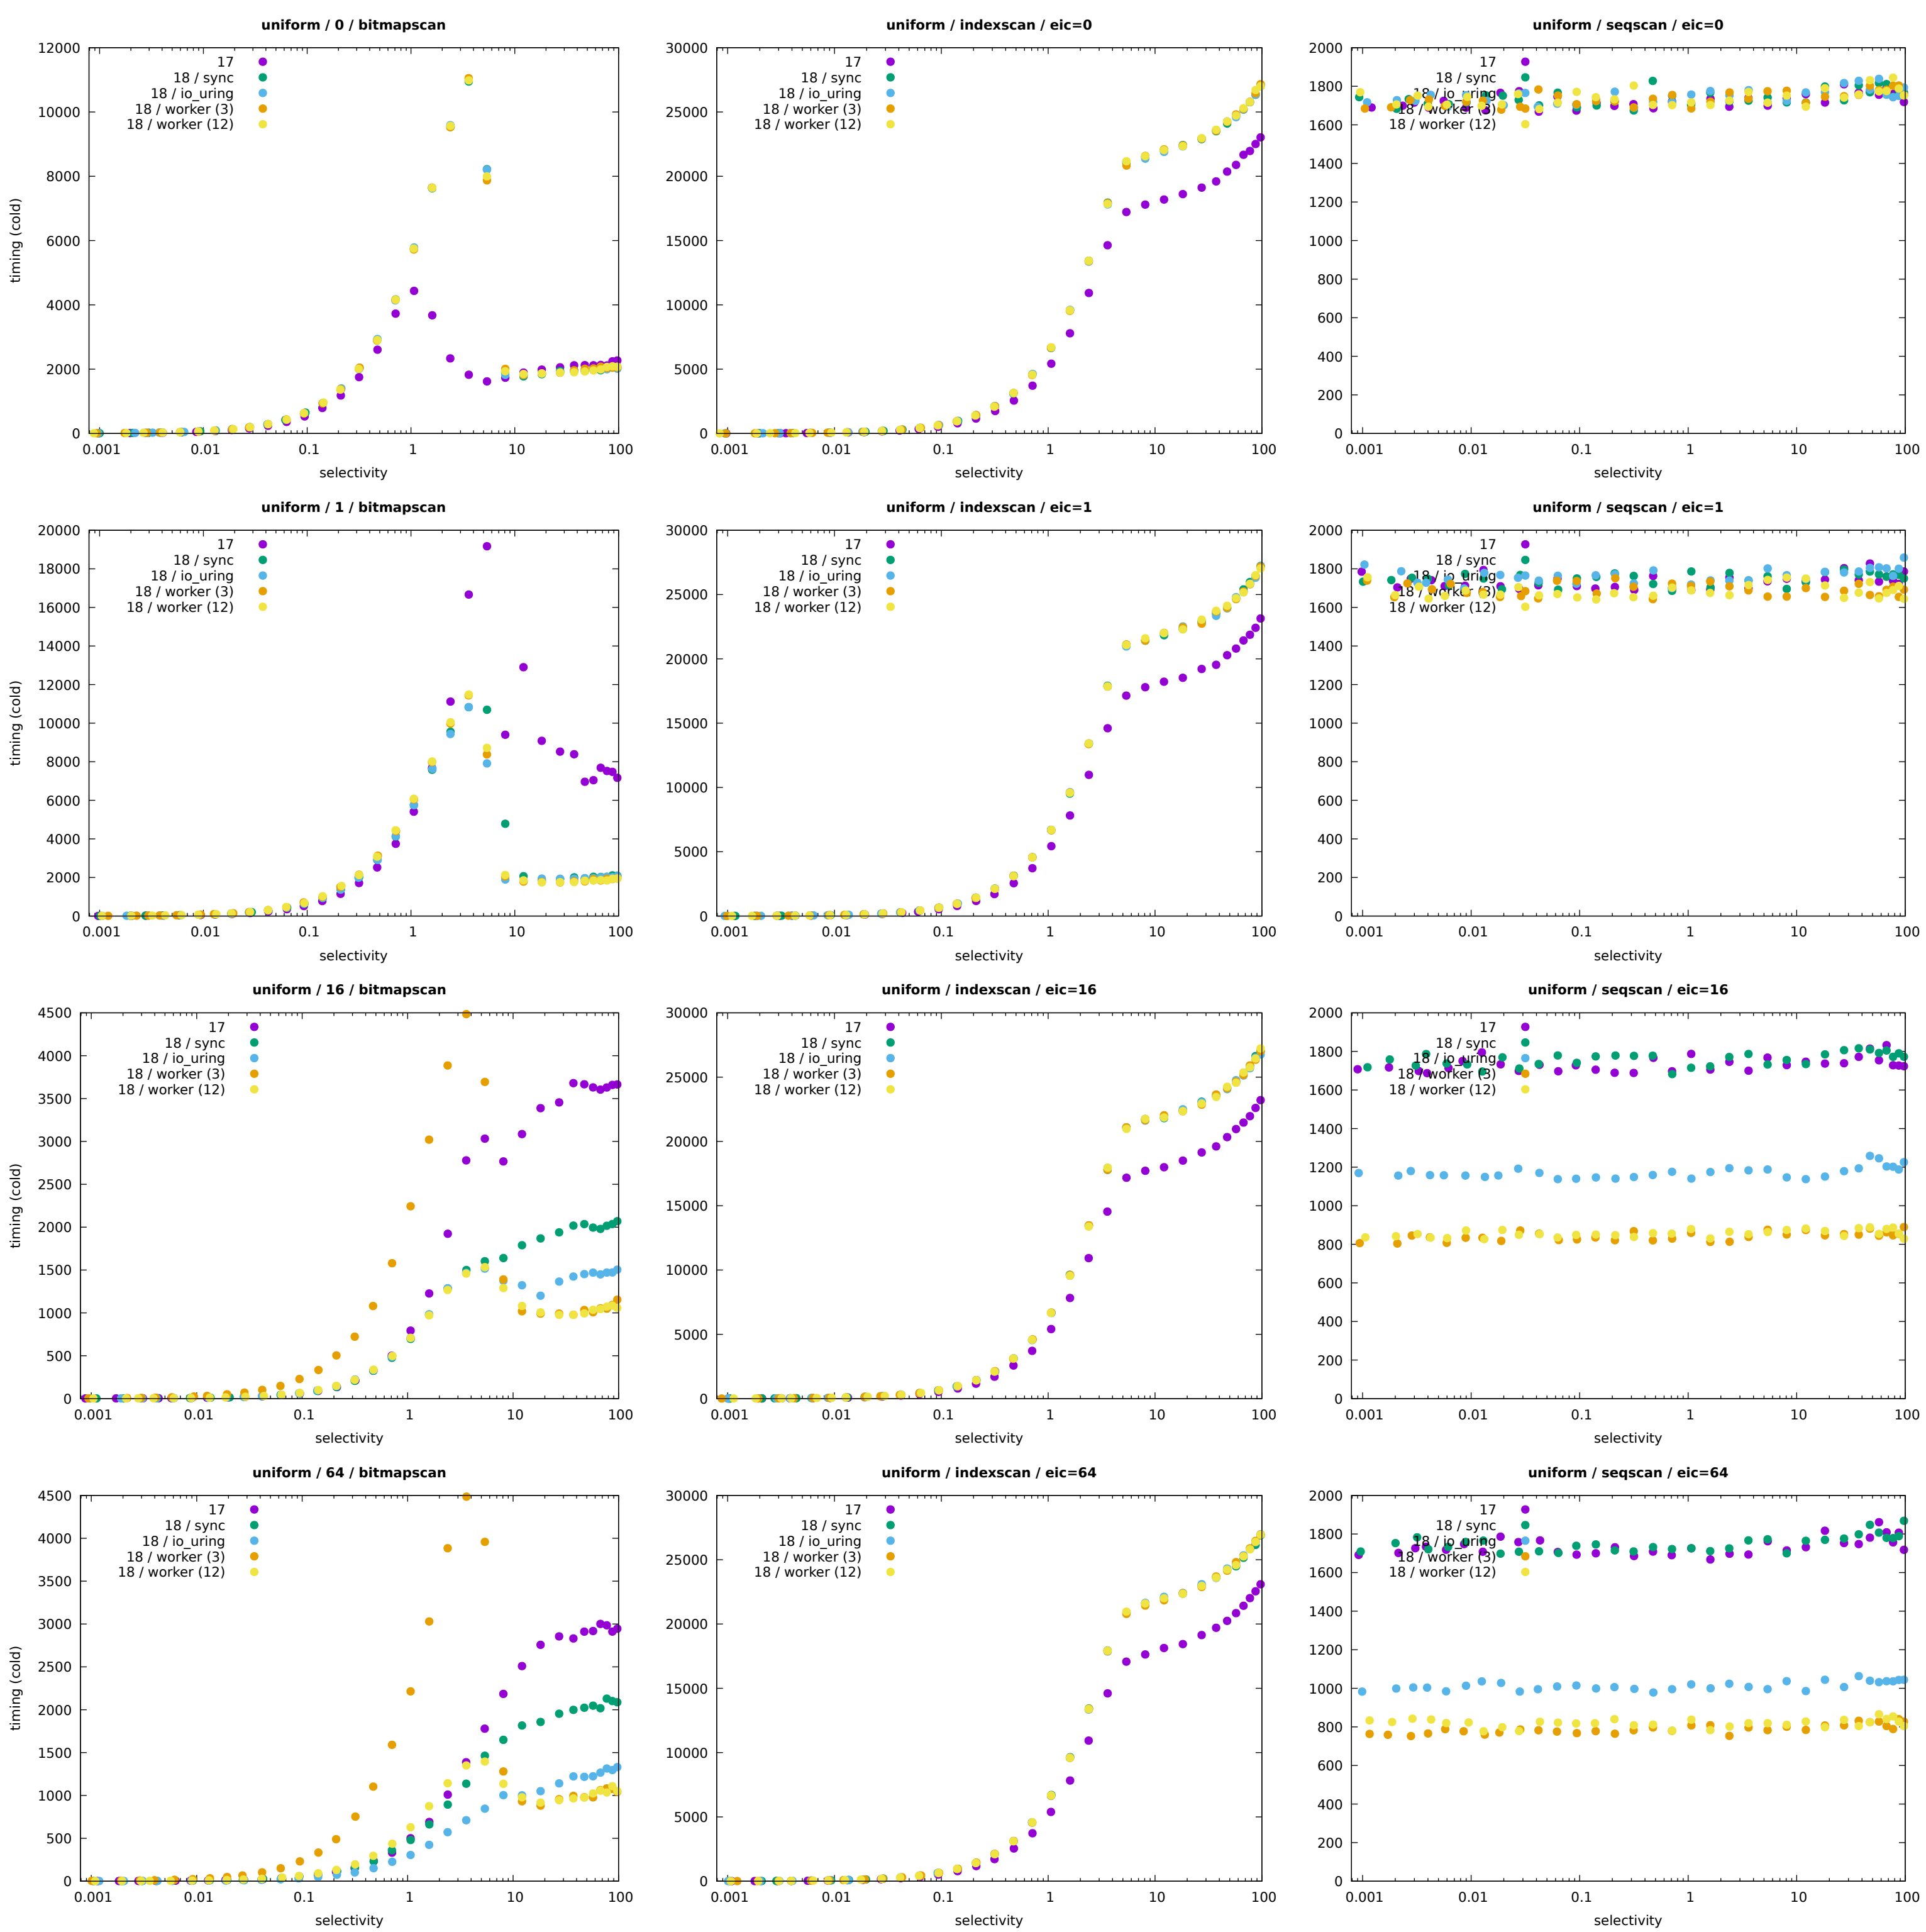 uniform / 0 / bitmapscan
timing (cold)
12000
10000
8000
6000
4000
2000
0
17
18 / sync
18 / io_uring
18 / worker (3)
18 / worker (12)
0.001 0.01 0.1 1 10 100
selectivity
uniform / indexscan / eic=0
30000
25000
20000
15000
10000
5000
0
17
18 / sync
18 / io_uring
18 / worker (3)
18 / worker (12)
0.001 0.01 0.1 1 10 100
selectivity
uniform / seqscan / eic=0
2000
1800
1600
1400
1200
1000
800
600
400
200
0
17
18 / sync
18 / io_uring
18 / worker (3)
18 / worker (12)
0.001 0.01 0.1 1 10 100
selectivity
uniform / 1 / bitmapscan
timing (cold)
20000
18000
16000
14000
12000
10000
8000
6000
4000
2000
0
17
18 / sync
18 / io_uring
18 / worker (3)
18 / worker (12)
0.001 0.01 0.1 1 10 100
selectivity
uniform / indexscan / eic=1
30000
25000
20000
15000
10000
5000
0
17
18 / sync
18 / io_uring
18 / worker (3)
18 / worker (12)
0.001 0.01 0.1 1 10 100
selectivity
uniform / seqscan / eic=1
2000
1800
1600
1400
1200
1000
800
600
400
200
0
17
18 / sync
18 / io_uring
18 / worker (3)
18 / worker (12)
0.001 0.01 0.1 1 10 100
selectivity
uniform / 16 / bitmapscan
timing (cold)
4500
4000
3500
3000
2500
2000
1500
1000
500
0
17
18 / sync
18 / io_uring
18 / worker (3)
18 / worker (12)
0.001 0.01 0.1 1 10 100
selectivity
uniform / indexscan / eic=16
30000
25000
20000
15000
10000
5000
0
17
18 / sync
18 / io_uring
18 / worker (3)
18 / worker (12)
0.001 0.01 0.1 1 10 100
selectivity
uniform / seqscan / eic=16
2000
1800
1600
1400
1200
1000
800
600
400
200
0
17
18 / sync
18 / io_uring
18 / worker (3)
18 / worker (12)
0.001 0.01 0.1 1 10 100
selectivity
uniform / 64 / bitmapscan
timing (cold)
4500
4000
3500
3000
2500
2000
1500
1000
500
0
17
18 / sync
18 / io_uring
18 / worker (3)
18 / worker (12)
0.001 0.01 0.1 1 10 100
selectivity
uniform / indexscan / eic=64
30000
25000
20000
15000
10000
5000
0
17
18 / sync
18 / io_uring
18 / worker (3)
18 / worker (12)
0.001 0.01 0.1 1 10 100
selectivity
uniform / seqscan / eic=64
2000
1800
1600
1400
1200
1000
800
600
400
200
0
17
18 / sync
18 / io_uring
18 / worker (3)
18 / worker (12)
0.001 0.01 0.1 1 10 100
selectivity